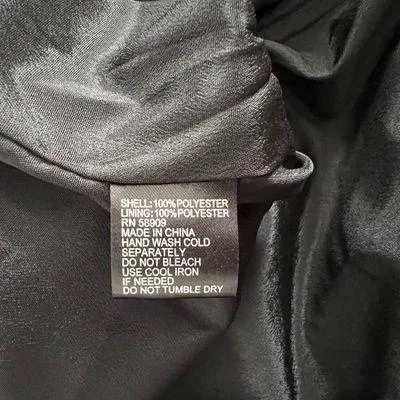 SHELL:100%POLYESTER
LINING:100%POLYESTER
RN 58909
MADE IN CHINA
HAND WASH COLD
SEPARATELY
DO NOT BLEACH
USE COOL IRON
IF NEEDED
DO NOT TUMBLE DRY